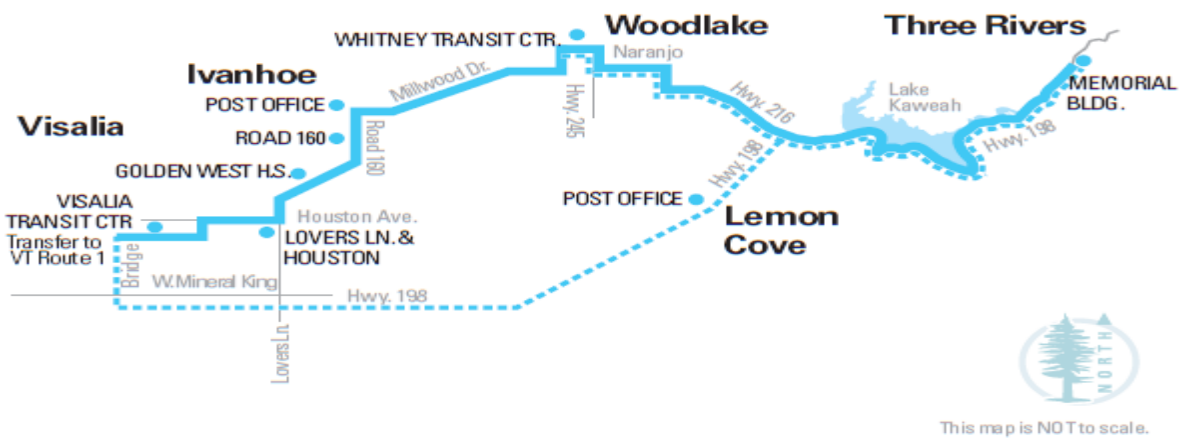 Woodlake
Three Rivers
WHITNEY TRANSIT CTR.
Naranjo
Ivanhoe
Millwood Dr.
Hwy. 245
Hwy. 216
Lake
Kaweah
MEMORIAL
BLDG.
POST OFFICE
Visalia
ROAD 160
Road 160
Hwy. 198
GOLDEN WEST H.S.
Hwy. 198
POST OFFICE
VISALIA
TRANSIT CTR
Transfer to
VT Route 1
Houston Ave.
LOVERS LN. &
HOUSTON
Lemon
Cove
Bridge
W. Mineral King
Hwy. 198
Lovers Ln.
NORTH
This map is NOT to scale.